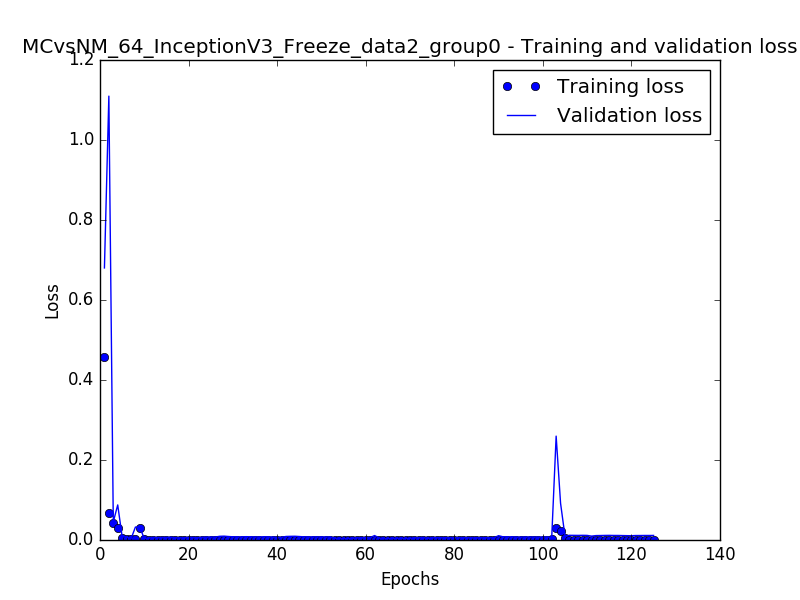 MCvsNM_64_InceptionV3_Freeze_data2_group0 - Training and validation loss
Training loss
Validation loss
1.2
1.0
0.8
0.6
0.4
0.2
0.0
Loss
0 20 40 60 80 100 120 140
Epochs